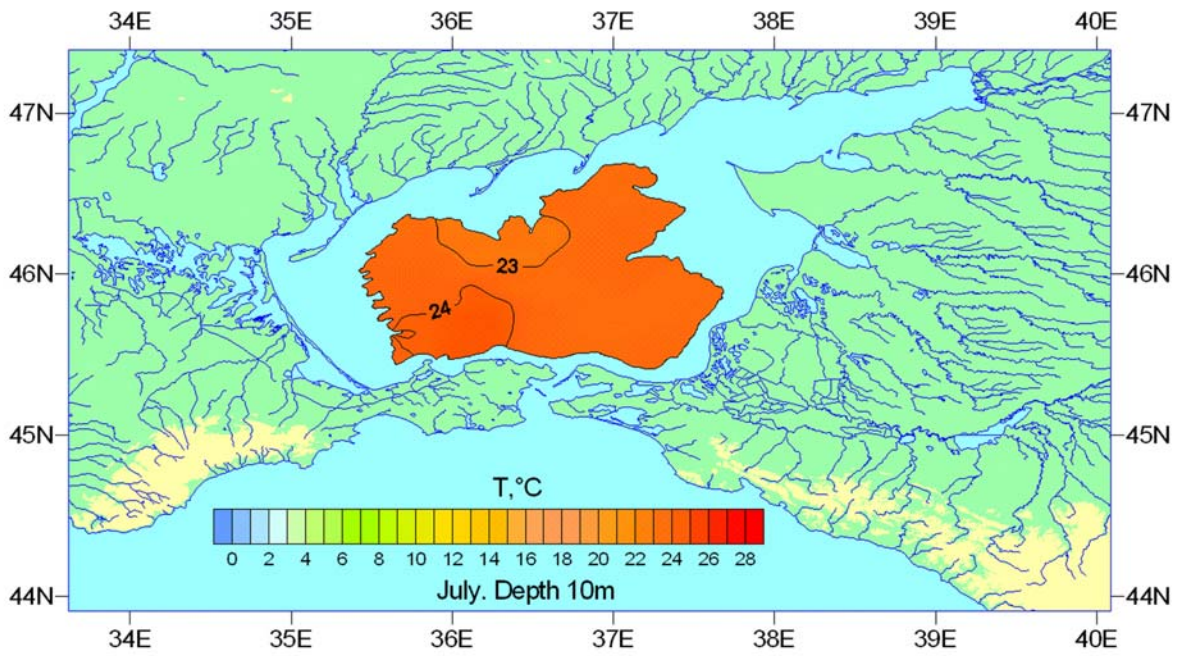 34E 35E 36E 37E 38E 39E 40E
47N 47N
23
46N 46N
24
45N 45N
T,°C
0 2 4 6 8 10 12 14 16 18 20 22 24 26 28
July. Depth 10m
44N 44N
34E 35E 36E 37E 38E 39E 40E